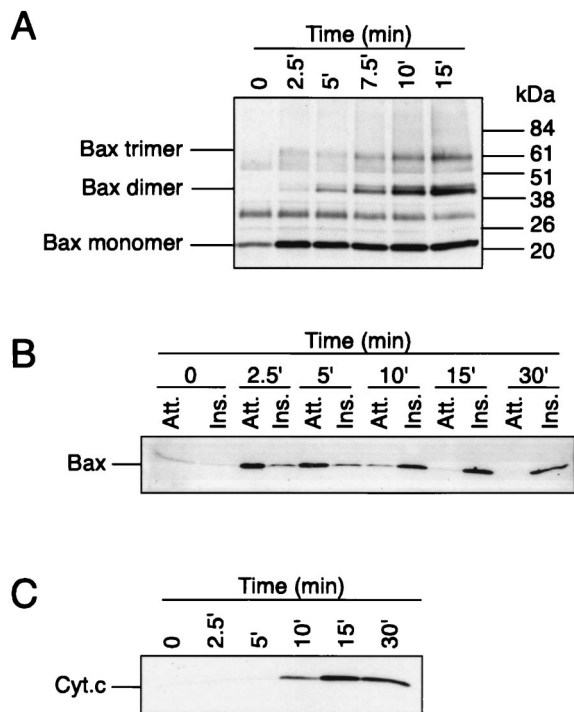 A
Time (min)
0 2.5' 5' 7.5' 10' 15'
kDa
84
Bax trimer
61
51
Bax dimer
38
26
Bax monomer
20
B
Time (min)
0 2.5' 5' 10' 15' 30'
Att. Ins. Att. Ins. Att. Ins. Att. Ins. Att. Ins. Att. Ins.
Bax
C
Time (min)
0 2.5' 5' 10' 15' 30'
Cyt.c